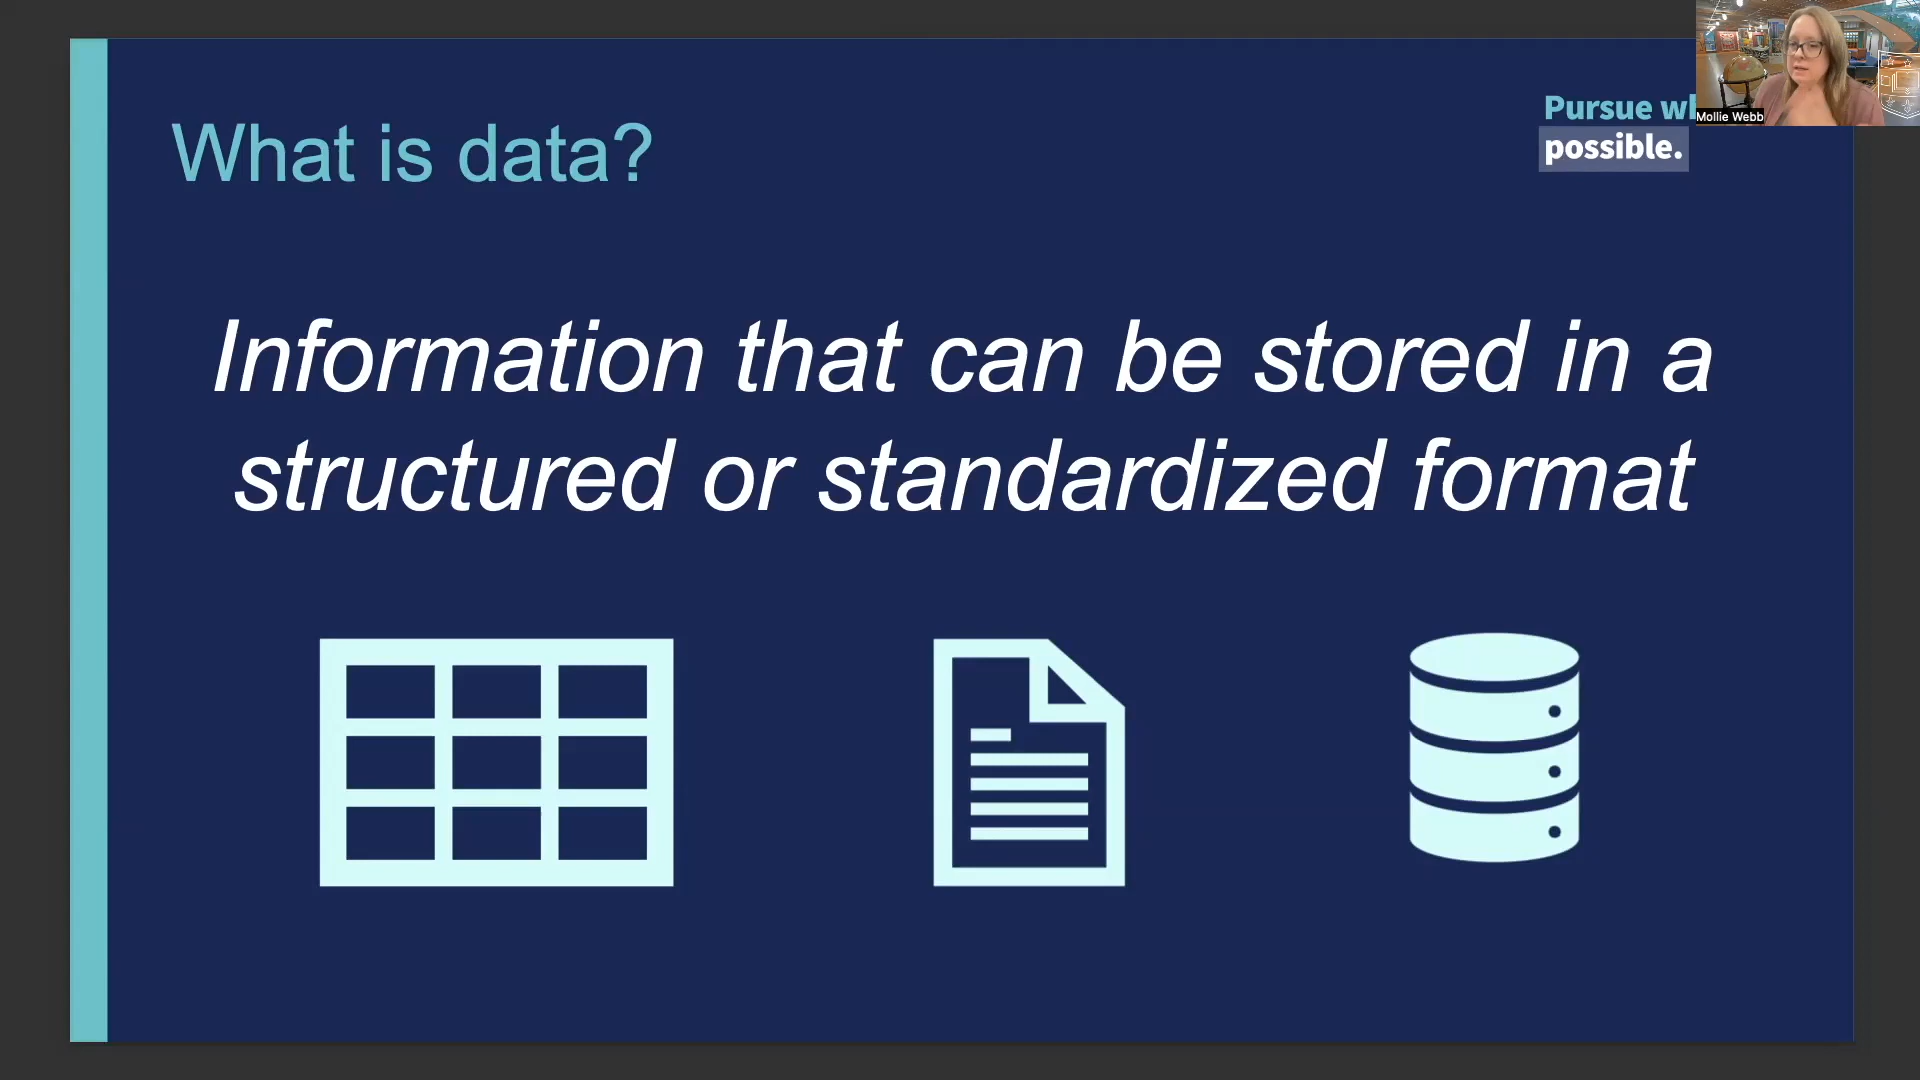 What is data?
Pursue wh
possible.
Mollie Webb
Information that can be stored in a
structured or standardized format